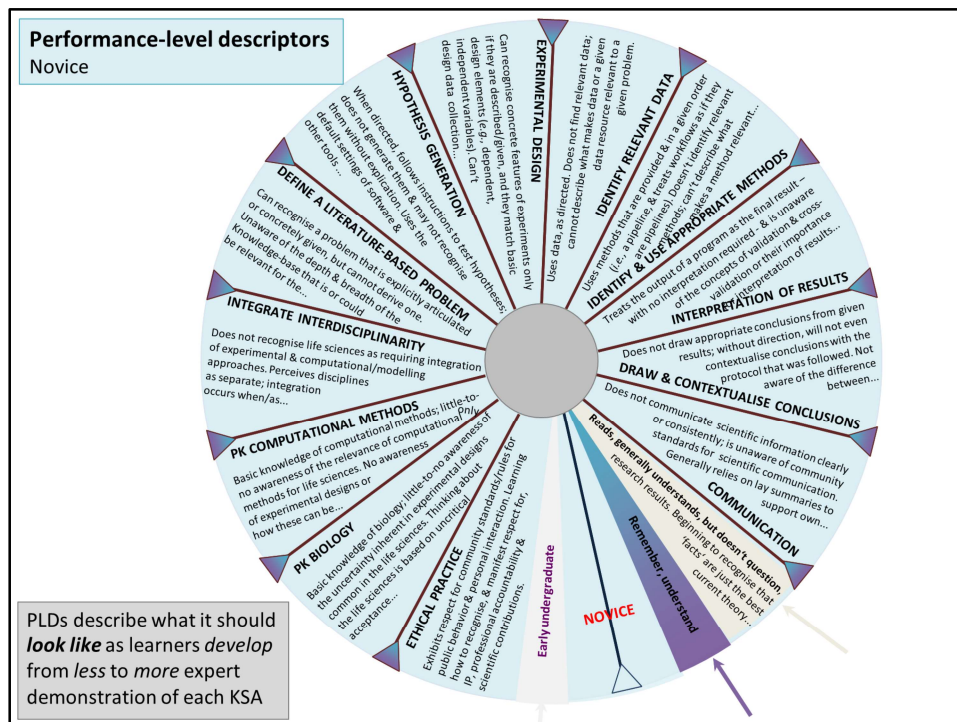 Performance-level descriptors
Novice
EXPERIMENTAL DESIGN
Uses data, as directed. Does not find relevant data;
cannot describe what makes data or a given
data resource relevant to a
given problem.
IDENTIFY RELEVANT DATA
Uses methods that are provided & in a given order
(i.e., a pipeline, & treats workflows as if they
are pipelines). Doesn't identify relevant
methods; can't describe what
makes a method relevant...
IDENTIFY & USE APPROPRIATE METHODS
Treats the output of a program as the final result –
with no interpretation required - & is unaware
of the concepts of validation & cross-
validation or their importance
interpretation of results...
INTERPRETATION OF RESULTS
Does not draw appropriate conclusions from given
results; without direction, will not even
contextualise conclusions with the
protocol that was followed. Not
aware of the difference
between...
DRAW & CONTEXTUALISE CONCLUSIONS
Does not communicate scientific information clearly
or consistently; is unaware of community
standards for scientific communication.
Generally relies on lay summaries to
support own...
COMMUNICATION
Reads, generally understands, but doesn't question,
research results. Beginning to recognise that
'facts' are just the best
current theory...
Remember, understand
NOVICE
Early undergraduate
Exhibits respect for community standards/rules for
public behavior & personal interaction. Learning
how to recognise, & manifest respect for,
IP, professional accountability &
scientific contributions.
ETHICAL PRACTICE
Basic knowledge of biology; little-to-no awareness of
the uncertainty inherent in experimental designs
common in the life sciences. Thinking about
the life sciences is based on uncritical
acceptance...
PK BIOLOGY
Basic knowledge of computational methods; little-to-
no awareness of the relevance of computational
methods for life sciences. No awareness
of experimental designs or
how these can be...
PK COMPUTATIONAL METHODS
Does not recognise life sciences as requiring integration
of experimental & computational/modelling
approaches. Perceives disciplines
as separate; integration
occurs when/as...
only
INTEGRATE INTERDISCIPLINARITY
Can recognise a problem that is explicitly articulated
or concretely given, but cannot derive one.
Unaware of the depth & breadth of the
knowledge-base that is or could
be relevant for the...
DEFINE A LITERATURE-BASED PROBLEM
When directed, follows instructions to test hypotheses;
does not generate them & may not recognise
them without explication. Uses the
default settings of software &
other tools ...
HYPOTHESIS GENERATION
Can recognise concrete features of experiments only
if they are described/given, and they match basic
design elements (e.g., dependent,
independent variables). Can't
design data collection...
PLDs describe what it should
look like as learners develop
from less to more expert
demonstration of each KSA